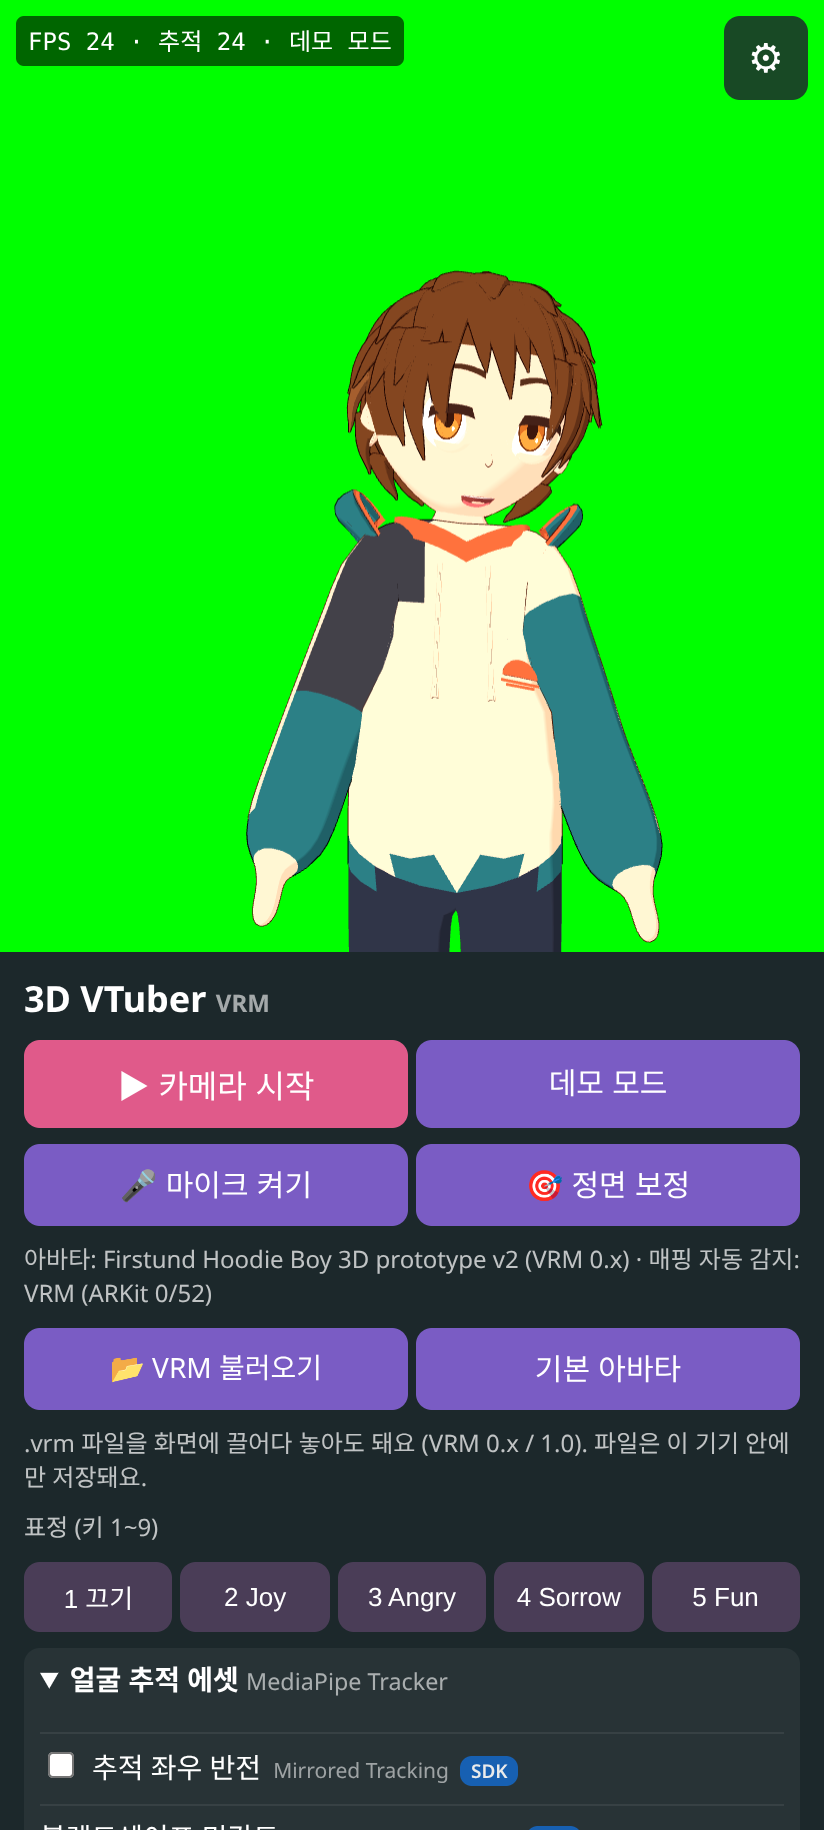 FPS 24 · 추적 24 · 데모 모드
3D VTuber VRM
▶ 카메라 시작
데모 모드
🎤 마이크 켜기
🎯 정면 보정
아바타: Firstund Hoodie Boy 3D prototype v2 (VRM 0.x) · 매핑 자동 감지:
VRM (ARKit 0/52)
📂 VRM 불러오기
기본 아바타
.vrm 파일을 화면에 끌어다 놓아도 돼요 (VRM 0.x / 1.0). 파일은 이 기기 안에
만 저장돼요.
표정 (키 1~9)
1 끄기
2 Joy
3 Angry
4 Sorrow
5 Fun
▼ 얼굴 추적 에셋 MediaPipe Tracker
추적 좌우 반전 Mirrored Tracking SDK